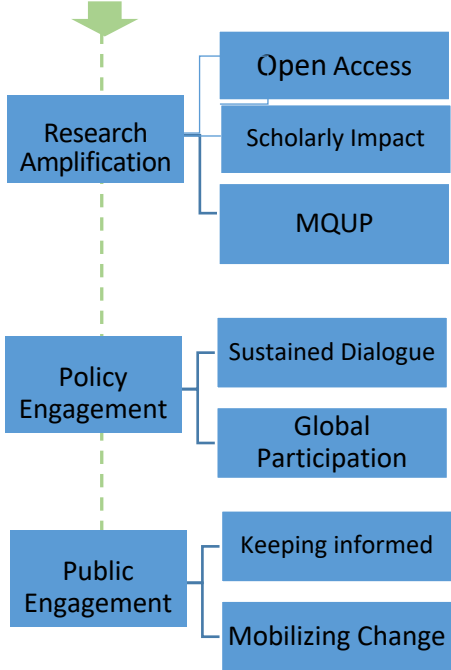 Research
Amplification
Open Access
Scholarly Impact
MQUP
Policy
Engagement
Sustained Dialogue
Global
Participation
Public
Engagement
Keeping informed
Mobilizing Change